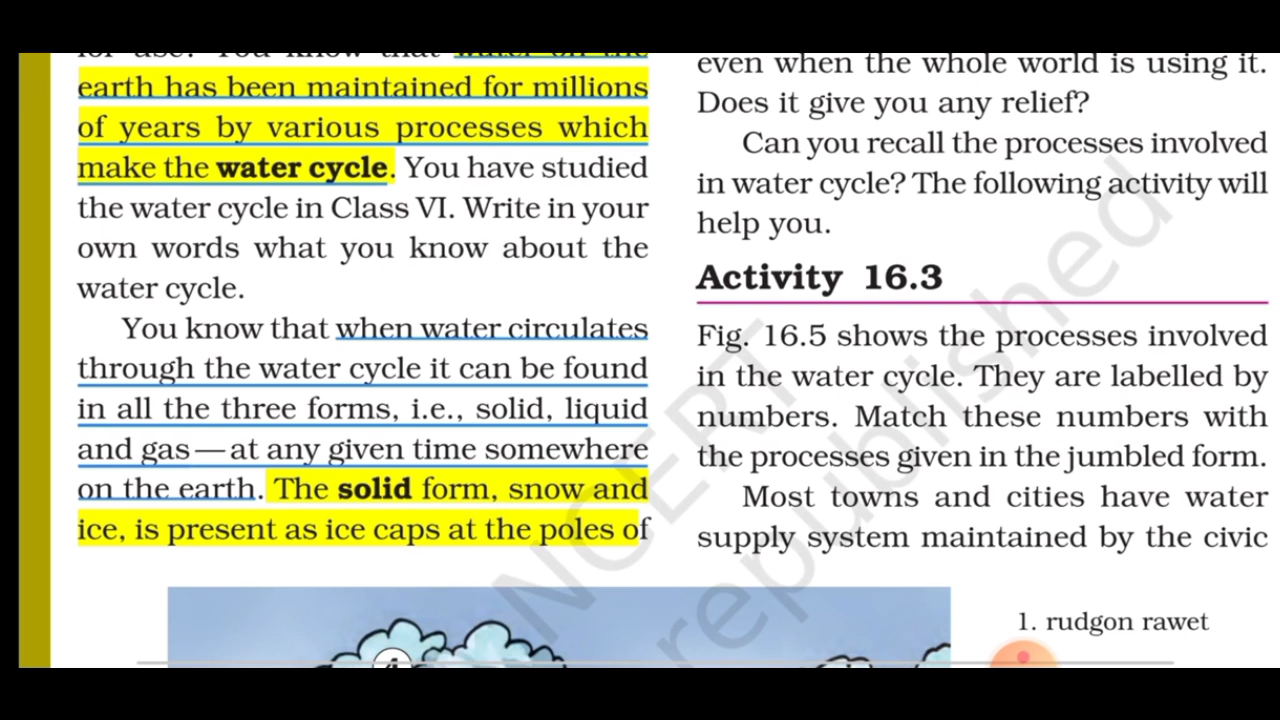 for use? You know that water on the
earth has been maintained for millions
of years by various processes which
make the water cycle. You have studied
the water cycle in Class VI. Write in your
own words what you know about the
water cycle.
You know that when water circulates
through the water cycle it can be found
in all the three forms, i.e., solid, liquid
and gas—at any given time somewhere
on the earth. The solid form, snow and
ice, is present as ice caps at the poles of
even when the whole world is using it.
Does it give you any relief?
Can you recall the processes involved
in water cycle? The following activity will
help you.
Activity 16.3
Fig. 16.5 shows the processes involved
in the water cycle. They are labelled by
numbers. Match these numbers with
the processes given in the jumbled form.
Most towns and cities have water
supply system maintained by the civic
1. rudgon rawet
NCERT
republished